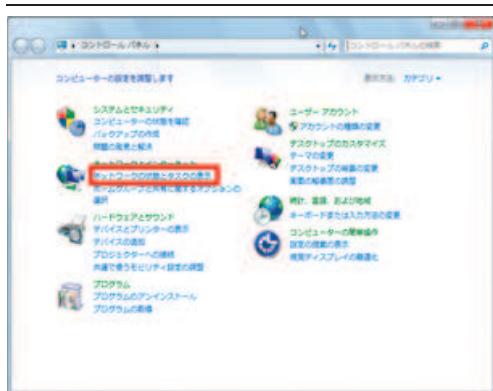 コントロール パネル
コントロール パネルの検索
コンピューターの設定を調整します
表示方法: カテゴリ
システムとセキュリティ
コンピューターの状態を確認
バックアップの作成
問題の発見と解決
ネットワークとインターネット
ネットワークの状態とタスクの表示
ホームグループと共有に関するオプションの
選択
ハードウェアとサウンド
デバイスとプリンターの表示
デバイスの追加
プロジェクターへの接続
共通で使うモビリティ設定の調整
プログラム
プログラムのアンインストール
プログラムの取得
ユーザー アカウント
アカウントの種類の変更
デスクトップのカスタマイズ
テーマの変更
デスクトップの背景の変更
画面の解像度の調整
時計、言語、および地域
キーボードまたは入力方法の変更
コンピューターの簡単操作
設定の提案の表示
視覚ディスプレイの最適化